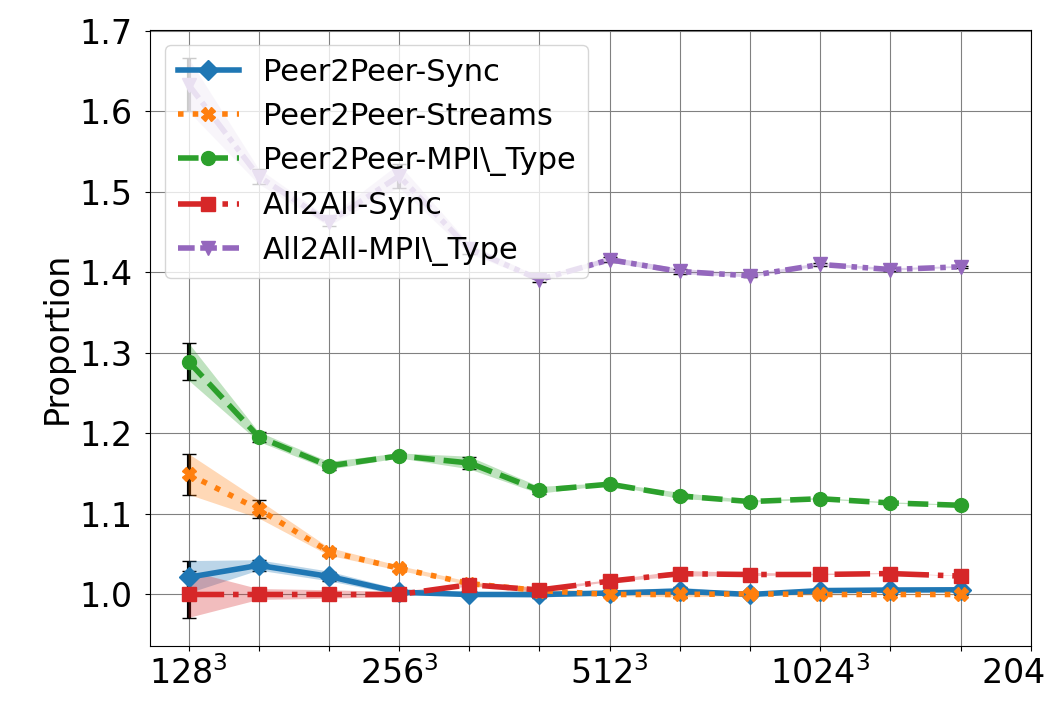 1.7
1.6
1.5
1.4
1.3
1.2
1.1
1.0
Proportion
Peer2Peer-Sync
Peer2Peer-Streams
Peer2Peer-MPI\_Type
All2All-Sync
All2All-MPI\_Type
128³ 256³ 512³ 1024³ 204